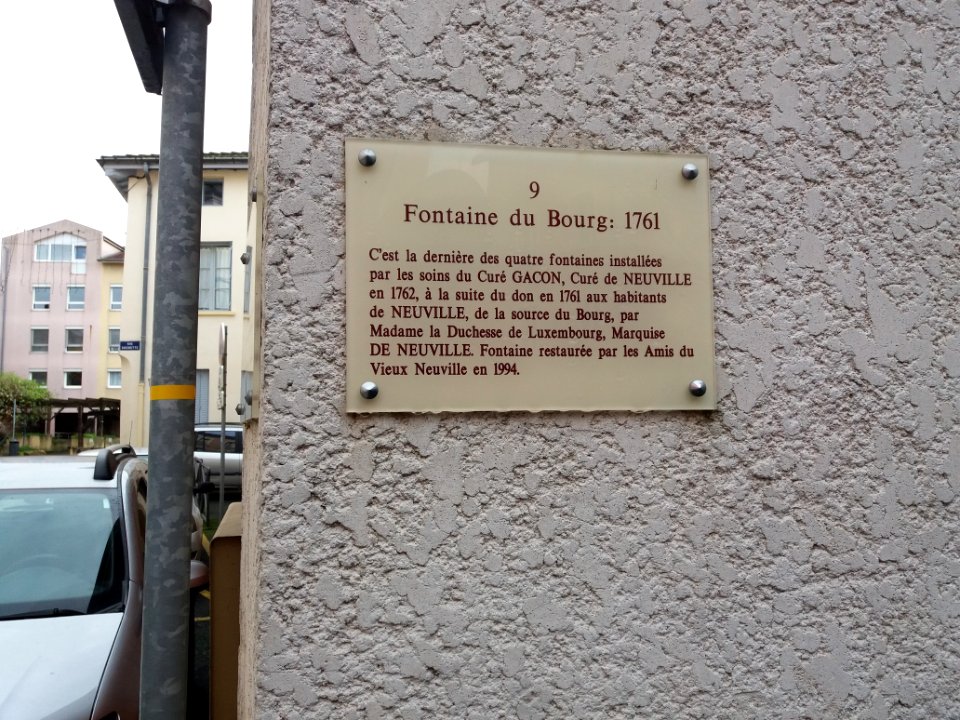 9
Fontaine du Bourg: 1761
C'est la dernière des quatre fontaines installées
par les soins du Curé GACON, Curé de NEUVILLE
en 1762, à la suite du don en 1761 aux habitants
de NEUVILLE, de la source du Bourg, par
Madame la Duchesse de Luxembourg, Marquise
DE NEUVILLE. Fontaine restaurée par les Amis du
Vieux Neuville en 1994.